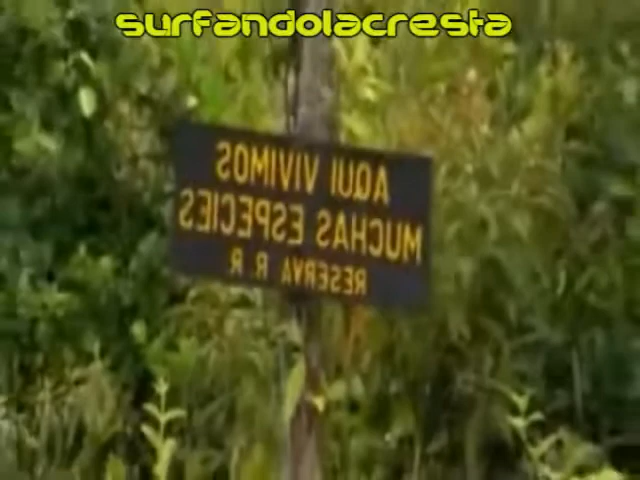 surfandolacresta
AQUI VIVIMOS
MUCHAS ESPECIES
RESERVA R. R